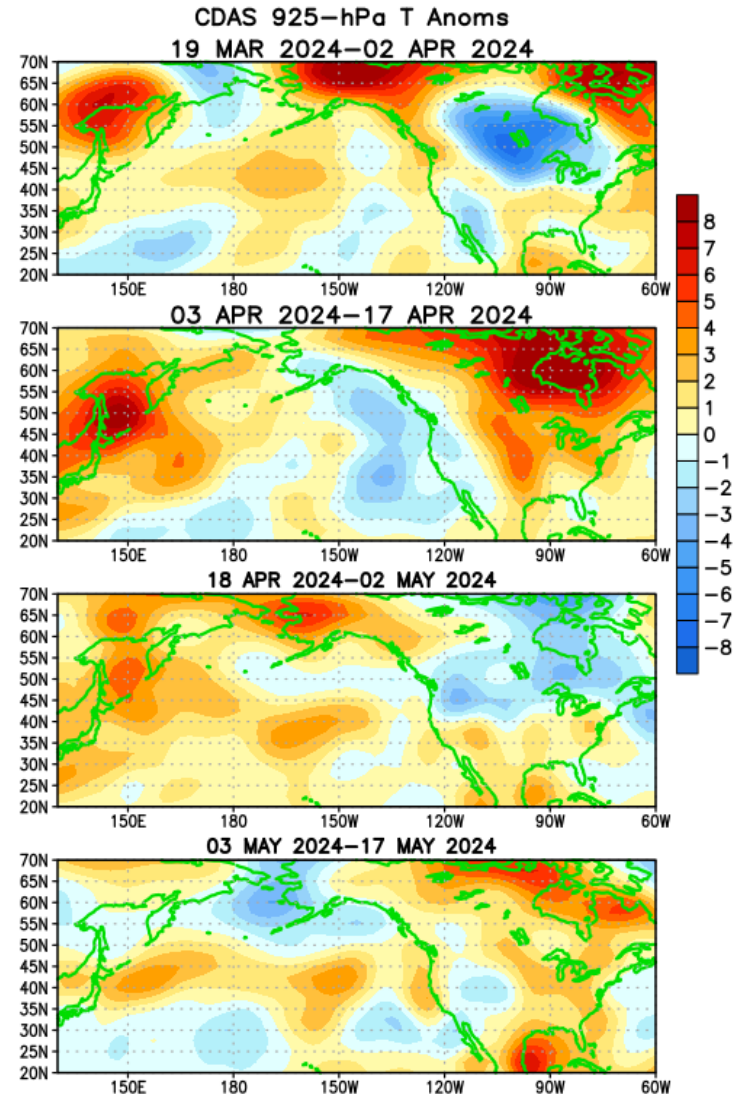 CDAS 925-hPa T Anoms
19 MAR 2024-02 APR 2024
70N
65N
60N
55N
50N
45N
40N
35N
30N
25N
20N
150E 180 150W 120W 90W 60W
03 APR 2024-17 APR 2024
70N
65N
60N
55N
50N
45N
40N
35N
30N
25N
20N
150E 180 150W 120W 90W 60W
18 APR 2024-02 MAY 2024
70N
65N
60N
55N
50N
45N
40N
35N
30N
25N
20N
150E 180 150W 120W 90W 60W
03 MAY 2024-17 MAY 2024
70N
65N
60N
55N
50N
45N
40N
35N
30N
25N
20N
150E 180 150W 120W 90W 60W
8
7
6
5
4
3
2
1
0
-1
-2
-3
-4
-5
-6
-7
-8